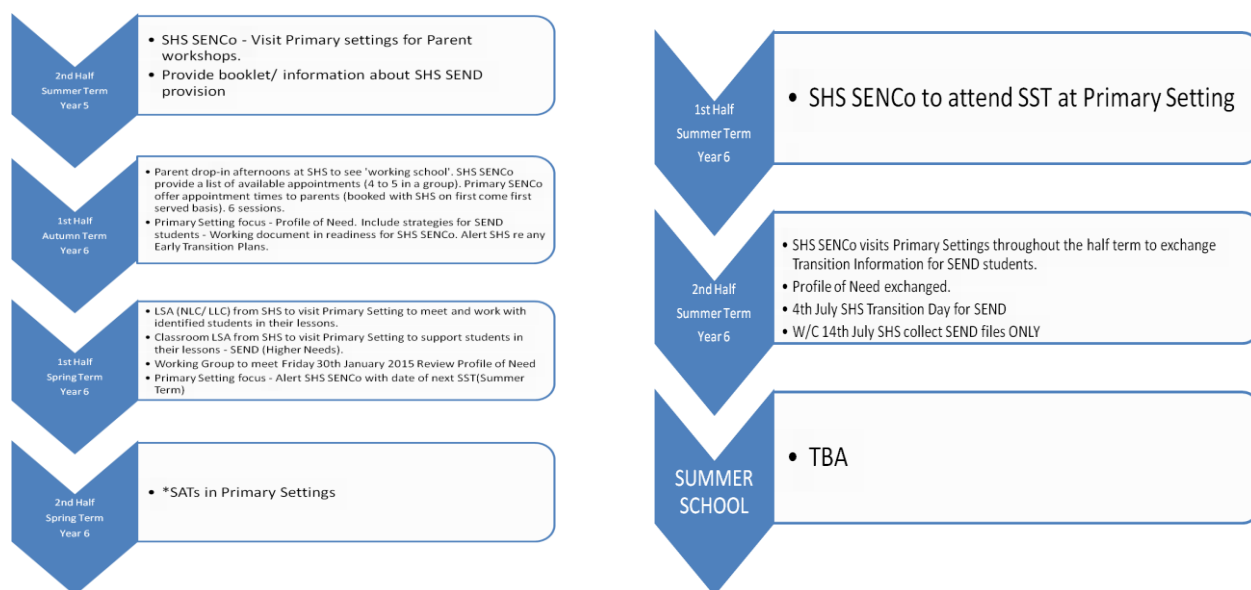 2nd Half
Summer Term
Year 5
• SHS SENCo - Visit Primary settings for Parent
workshops.
• Provide booklet/ information about SHS SEND
provision
1st Half
Autumn Term
Year 6
• Parent drop-in afternoons at SHS to see 'working school'. SHS SENCo
provide a list of available appointments (4 to 5 in a group). Primary SENCo
offer appointment times to parents (booked with SHS on first come first
served basis). 6 sessions.
• Primary Setting focus - Profile of Need. Include strategies for SEND
students - Working document in readiness for SHS SENCo. Alert SHS re any
Early Transition Plans.
1st Half
Spring Term
Year 6
• LSA (NLC/ LLC) from SHS to visit Primary Setting to meet and work with
identified students in their lessons.
• Classroom LSA from SHS to visit Primary Setting to support students in
their lessons - SEND (Higher Needs).
• Working Group to meet Friday 30th January 2015 Review Profile of Need
• Primary Setting focus - Alert SHS SENCo with date of next SST(Summer
Term)
2nd Half
Spring Term
Year 6
• *SATs in Primary Settings
1st Half
Summer Term
Year 6
• SHS SENCo to attend SST at Primary Setting
2nd Half
Summer Term
Year 6
• SHS SENCo visits Primary Settings throughout the half term to exchange
Transition Information for SEND students.
• Profile of Need exchanged.
• 4th July SHS Transition Day for SEND
• W/C 14th July SHS collect SEND files ONLY
SUMMER
SCHOOL
• TBA